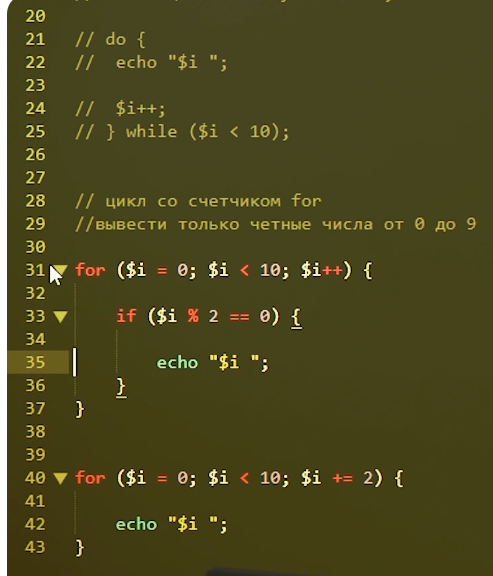 20
21 // do {
22 //  echo "$i ";
23
24 //  $i++;
25 // } while ($i < 10);
26
27
28 // цикл со счетчиком for
29 //вывести только четные числа от 0 до 9
30
31 for ($i = 0; $i < 10; $i++) {
32
33     if ($i % 2 == 0) {
34
35         echo "$i ";
36     }
37 }
38
39
40 for ($i = 0; $i < 10; $i += 2) {
41
42     echo "$i ";
43 }